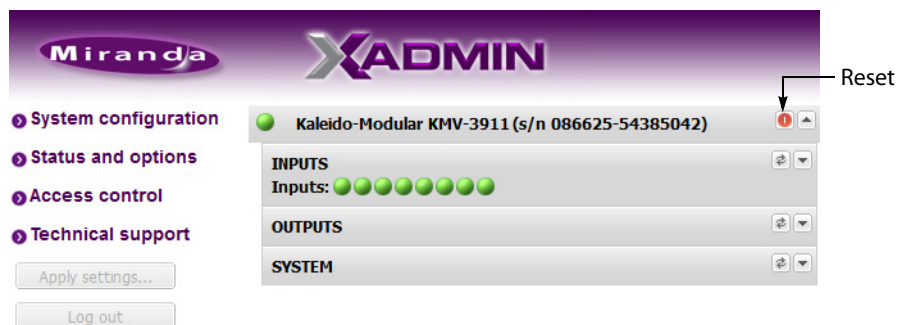 Miranda
XADMIN
Reset
System configuration
Status and options
Access control
Technical support
Apply settings...
Log out
Kaleido-Modular KMV-3911 (s/n 086625-54385042)
INPUTS
Inputs:
OUTPUTS
SYSTEM